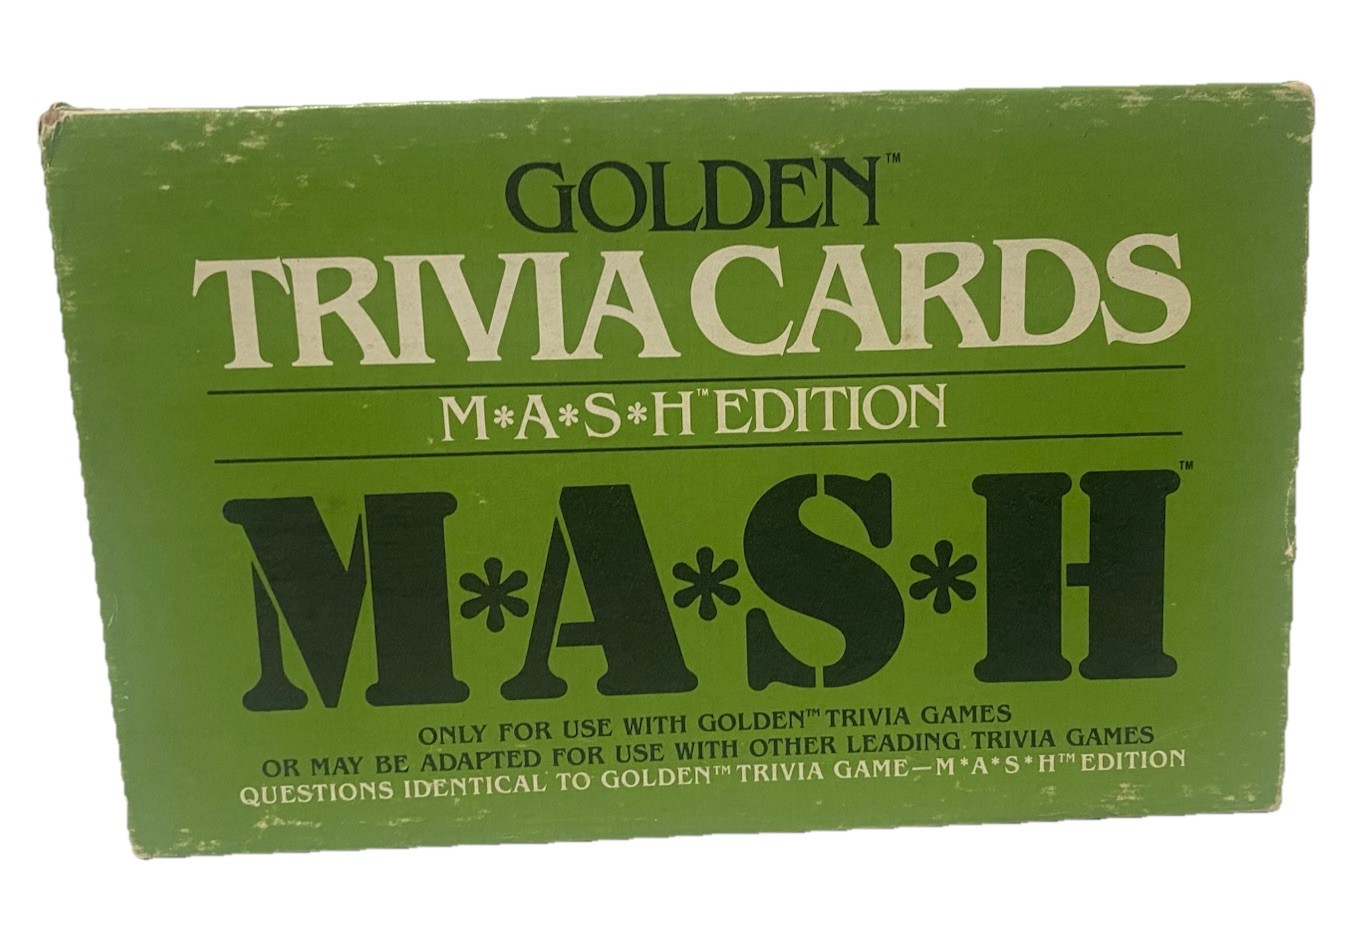 GOLDEN™
TRIVIA CARDS
M*A*S*H™ EDITION
M*A*S*H™
ONLY FOR USE WITH GOLDEN™ TRIVIA GAMES
OR MAY BE ADAPTED FOR USE WITH OTHER LEADING TRIVIA GAMES
QUESTIONS IDENTICAL TO GOLDEN™ TRIVIA GAME—M*A*S*H™ EDITION